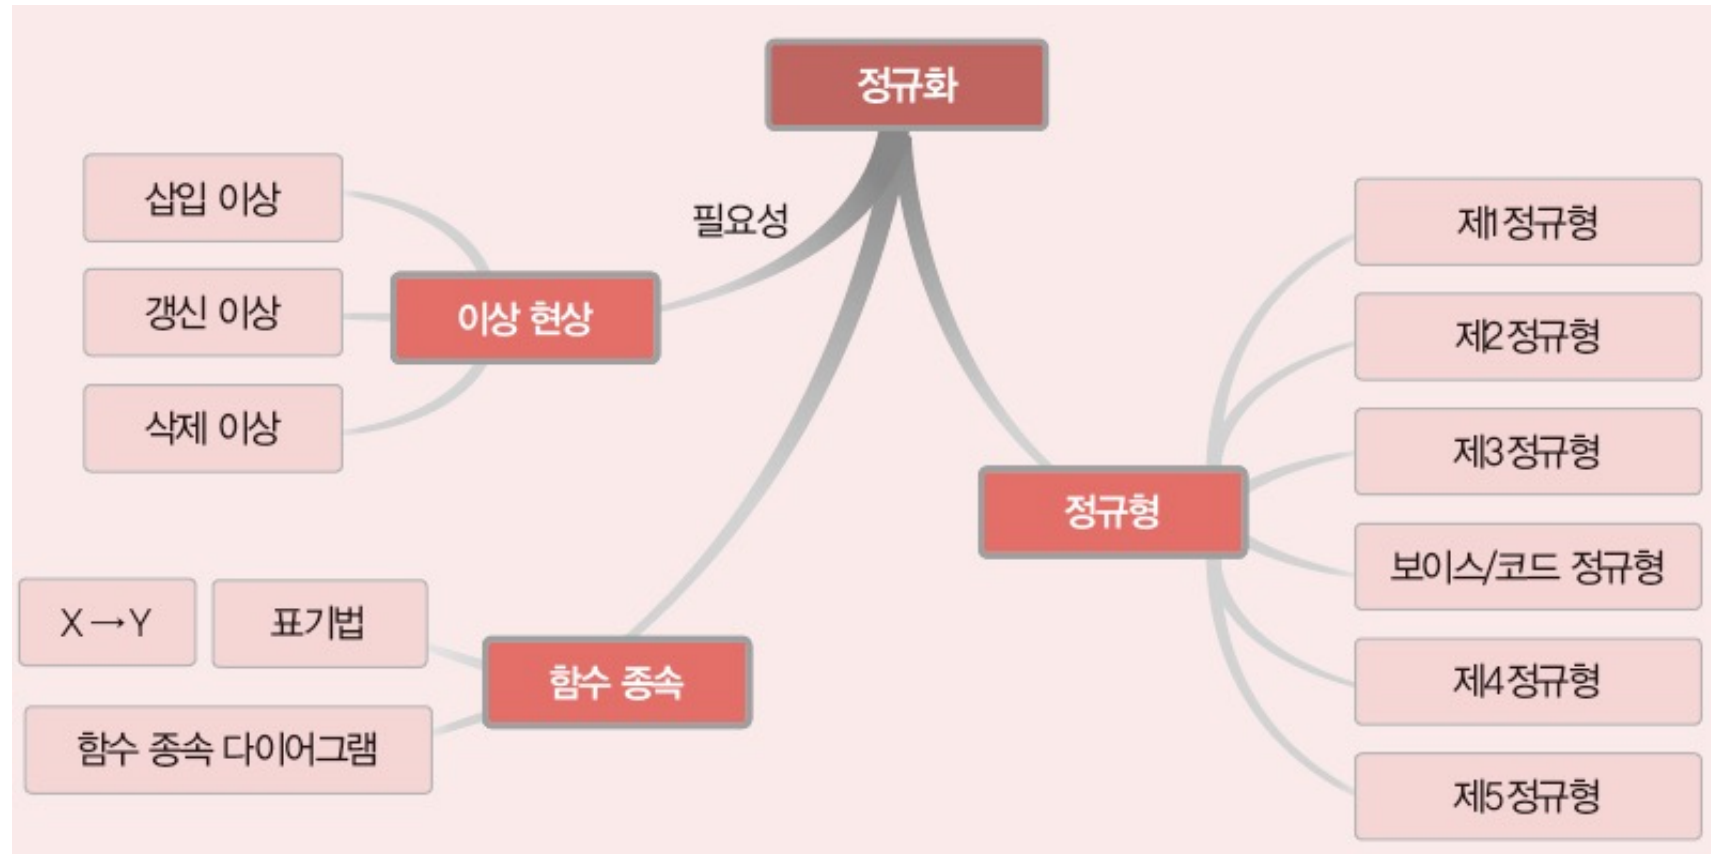 정규화
필요성
이상 현상
삽입 이상
갱신 이상
삭제 이상
함수 종속
표기법
X→Y
함수 종속 다이어그램
정규형
제1정규형
제2정규형
제3정규형
보이스/코드 정규형
제4정규형
제5정규형